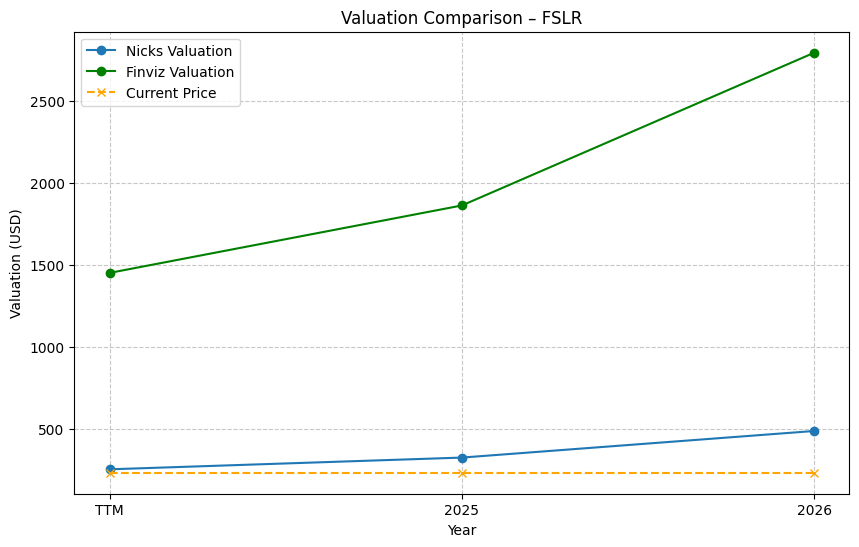 Valuation Comparison – FSLR
Nicks Valuation
Finviz Valuation
Current Price
Valuation (USD)
2500
2000
1500
1000
500
TTM
2025
2026
Year